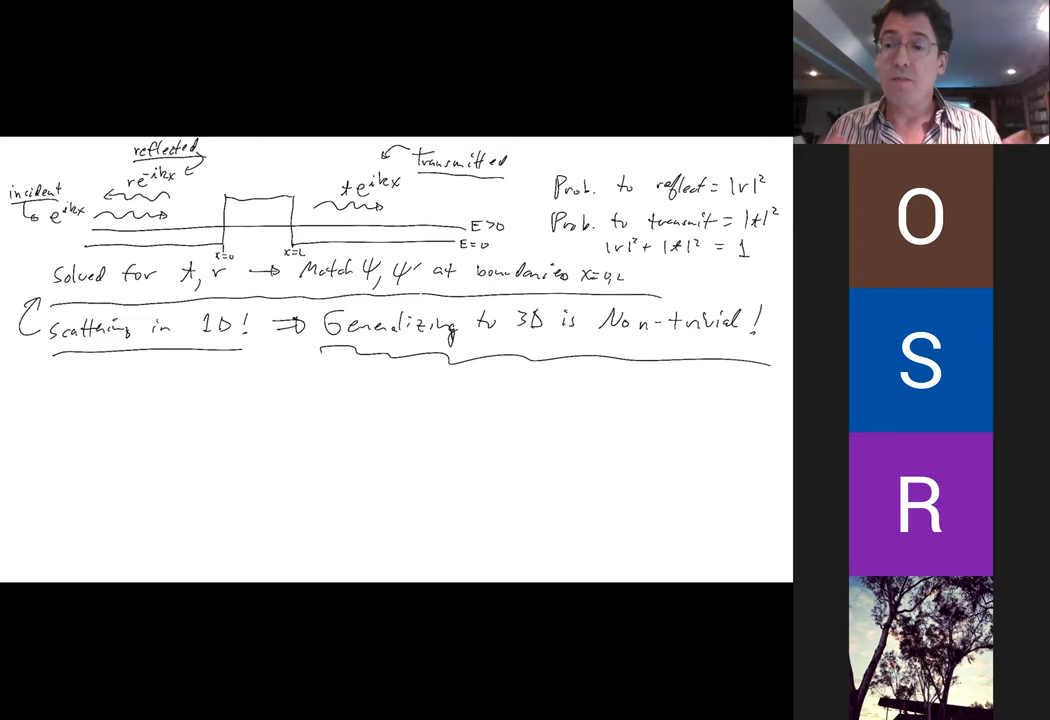 reflected
transmitted
re^-ikx
te^ikx
incident
e^ikx
Prob. to reflect = |r|²
Prob. to transmit = |t|²
|r|² + |t|² = 1
E>0
E=0
x=0
x=L
Solved for t, r → Match Ψ, Ψ' at boundaries x=0,L
Scattering in 1D! ⇒ Generalizing to 3D is Non-trivial!
O
S
R